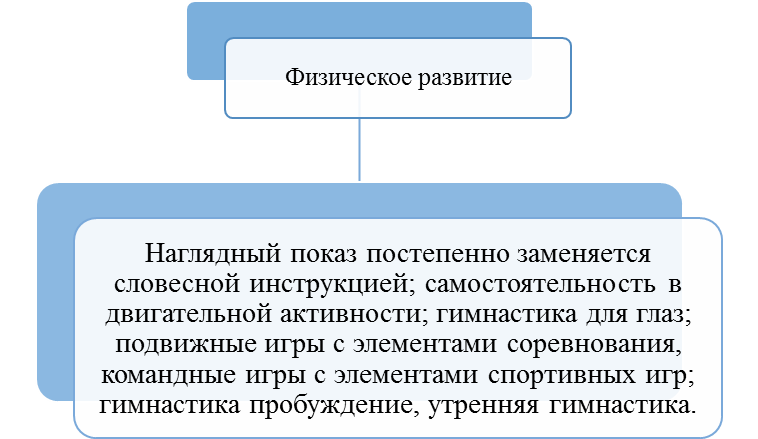 Физическое развитие
Наглядный показ постепенно заменяется
словесной инструкцией; самостоятельность в
двигательной активности; гимнастика для глаз;
подвижные игры с элементами соревнования,
командные игры с элементами спортивных игр;
гимнастика пробуждение, утренняя гимнастика.